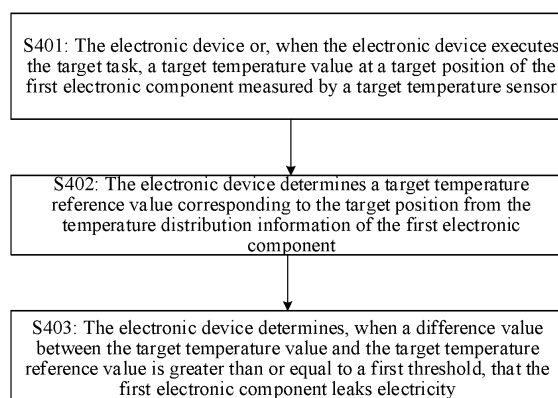 S401: The electronic device or, when the electronic device executes
the target task, a target temperature value at a target position of the
first electronic component measured by a target temperature sensor
S402: The electronic device determines a target temperature
reference value corresponding to the target position from the
temperature distribution information of the first electronic
component
S403: The electronic device determines, when a difference value
between the target temperature value and the target temperature
reference value is greater than or equal to a first threshold, that the
first electronic component leaks electricity